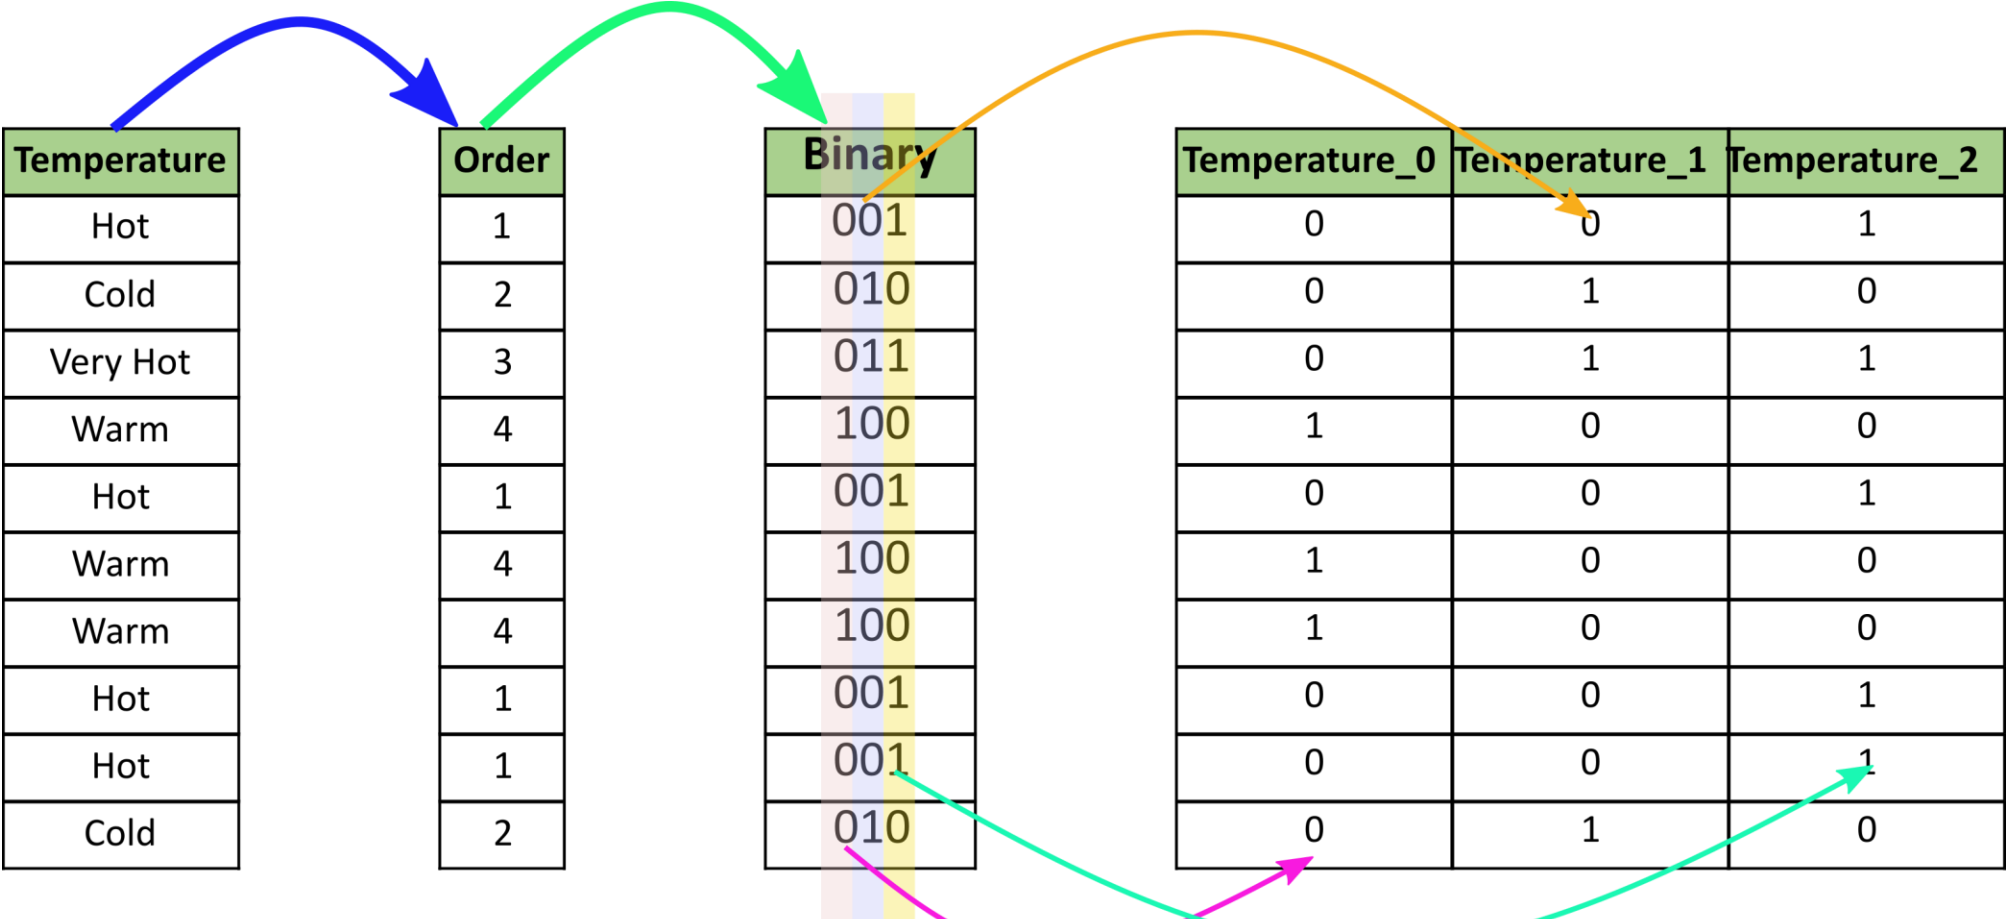 Temperature Order Binary Temperature_0 Temperature_1 Temperature_2
Hot 1 001 0 0 1
Cold 2 010 0 1 0
Very Hot 3 011 0 1 1
Warm 4 100 1 0 0
Hot 1 001 0 0 1
Warm 4 100 1 0 0
Warm 4 100 1 0 0
Hot 1 001 0 0 1
Hot 1 001 0 0 1
Cold 2 010 0 1 0